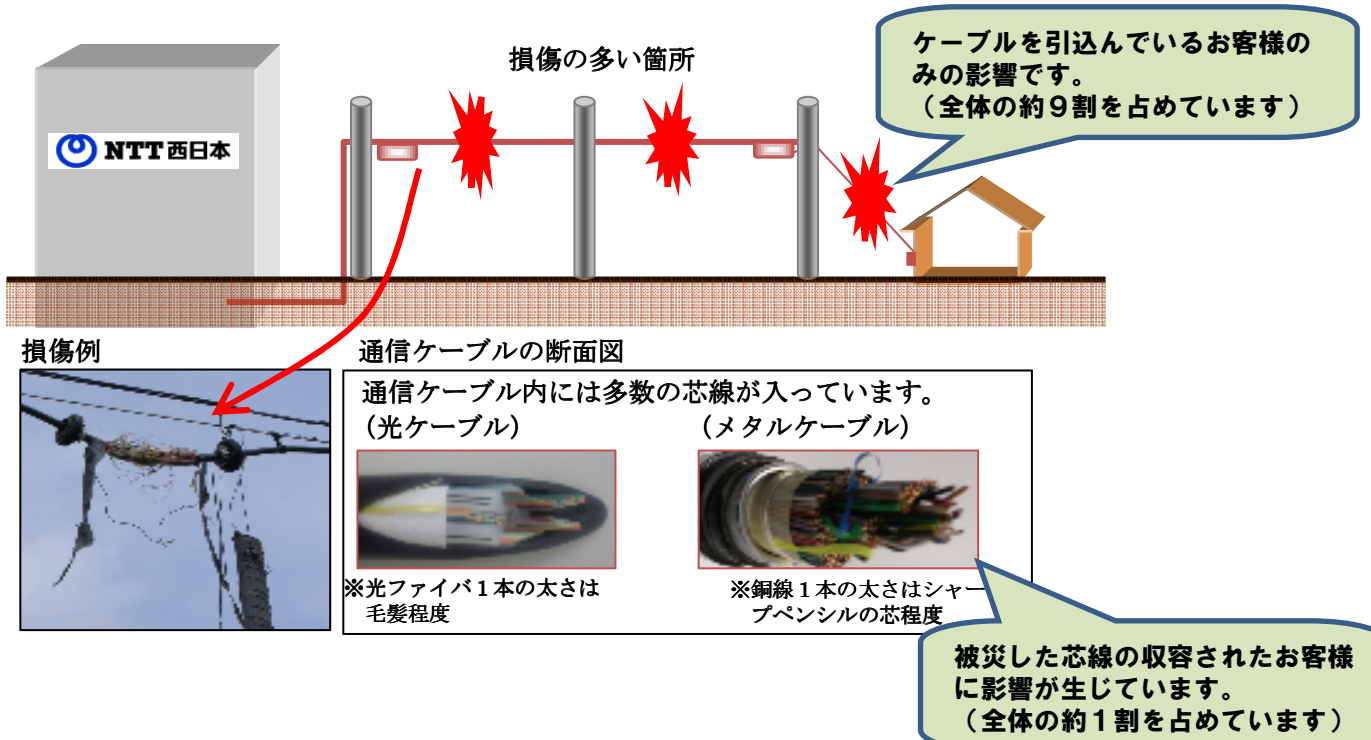 損傷の多い箇所
ケーブルを引込んでいるお客様の
みの影響です。
(全体の約9割を占めています)
NTT西日本
損傷例
通信ケーブルの断面図
通信ケーブル内には多数の芯線が入っています。
(光ケーブル)
(メタルケーブル)
※光ファイバ1本の太さは
毛髪程度
※銅線1本の太さはシャー
プペンシルの芯程度
被災した芯線の収容されたお客様
に影響が生じています。
(全体の約1割を占めています)